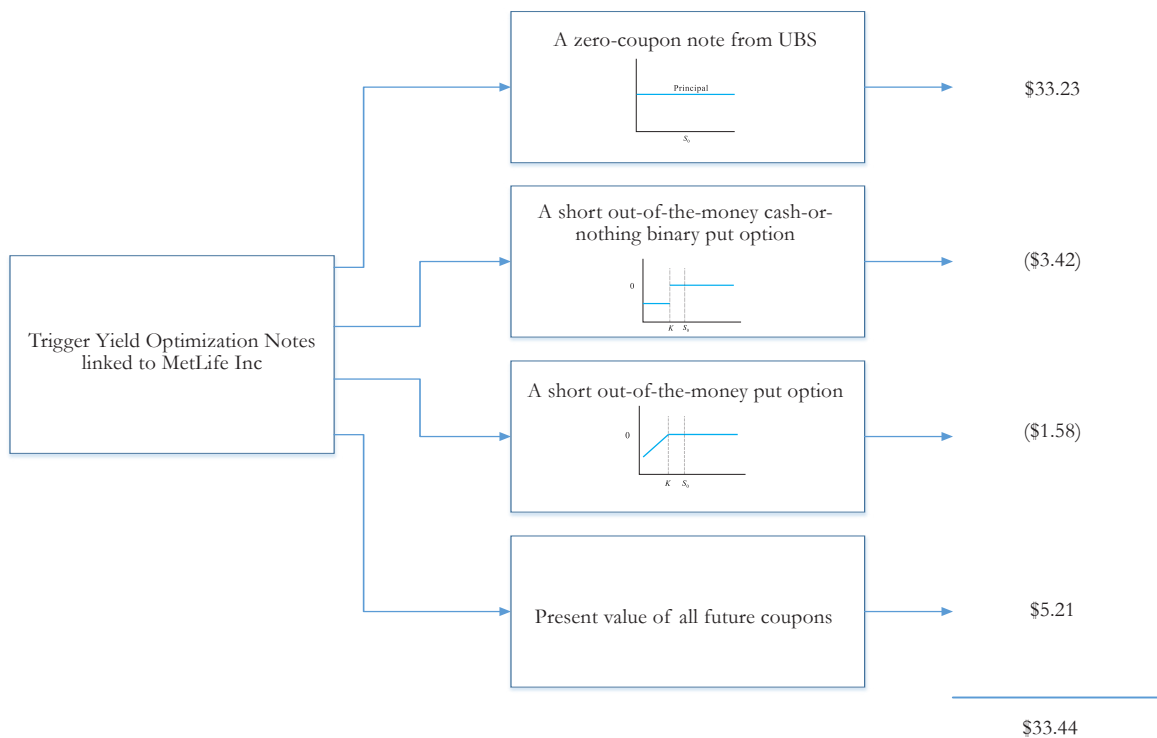 A zero-coupon note from UBS
Principal
S0
$33.23
A short out-of-the-money cash-or-
nothing binary put option
0
K
S0
($3.42)
Trigger Yield Optimization Notes
linked to MetLife Inc
A short out-of-the-money put option
0
K
S0
($1.58)
Present value of all future coupons
$5.21
$33.44